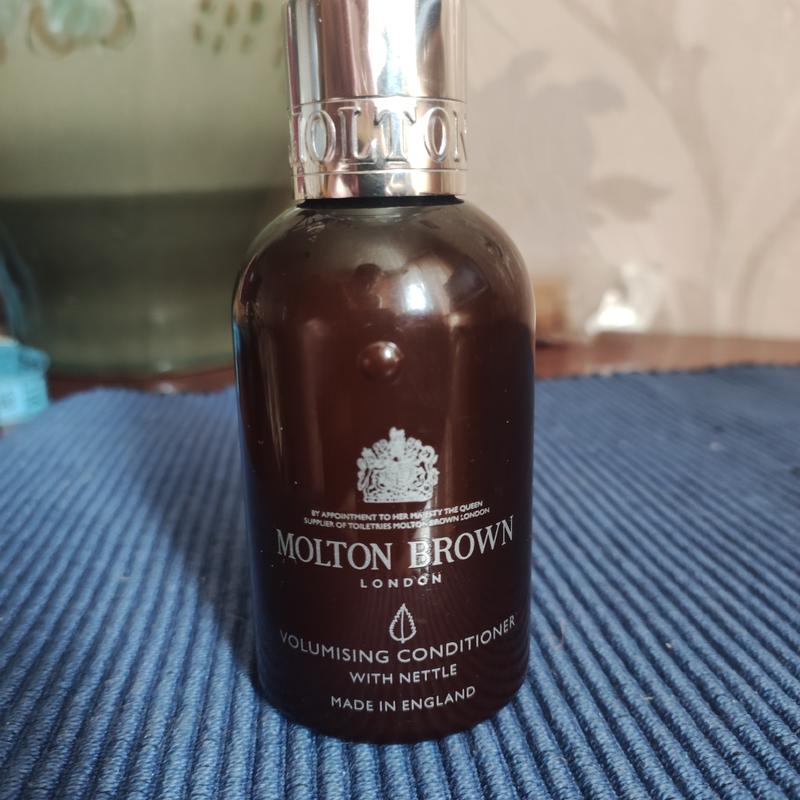 MOLTON
BY APPOINTMENT TO HER MAJESTY THE QUEEN
SUPPLIER OF TOILETRIES MOLTON BROWN LONDON
MOLTON BROWN
LONDON
VOLUMISING CONDITIONER
WITH NETTLE
MADE IN ENGLAND